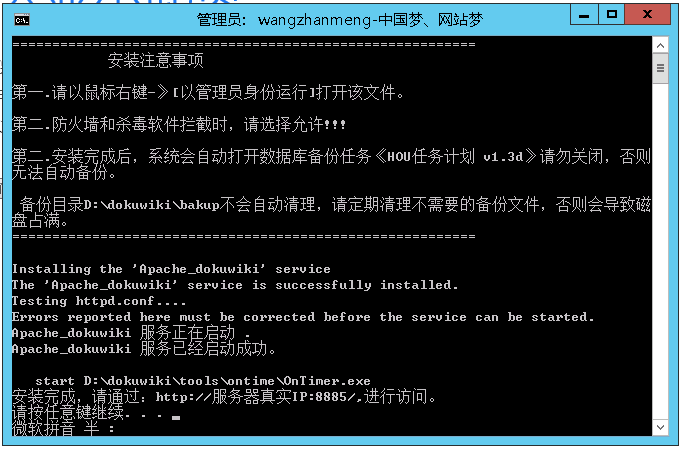 管理员: wangzhanmeng-中国梦、网站梦
==========================================================
安装注意事项
第一.请以鼠标右键-》[以管理员身份运行]打开该文件。
第二.防火墙和杀毒软件拦截时，请选择允许!!!
第二.安装完成后，系统会自动打开数据库备份任务《HOU任务计划 v1.3d》请勿关闭，否则
无法自动备份。
备份目录D:\dokuwiki\bakup不会自动清理，请定期清理不需要的备份文件，否则会导致磁
盘占满。
==========================================================
Installing the 'Apache_dokuwiki' service
The 'Apache_dokuwiki' service is successfully installed.
Testing httpd.conf....
Errors reported here must be corrected before the service can be started.
Apache_dokuwiki 服务正在启动 .
Apache_dokuwiki 服务已经启动成功。
start D:\dokuwiki\tools\ontime\OnTimer.exe
安装完成，请通过：http://服务器真实IP:8885/,进行访问。
请按任意键继续. . .
微软拼音 半 :